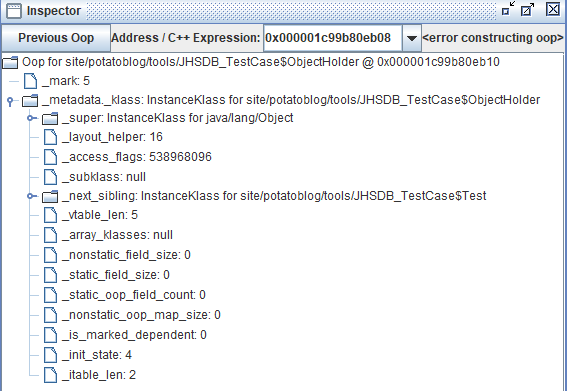 Inspector
Previous Oop Address / C++ Expression: 0x000001c99b80eb08 <error constructing oop>
Oop for site/potatoblog/tools/JHSDB_TestCase$ObjectHolder @ 0x000001c99b80eb10
_mark: 5
_metadata._klass: InstanceKlass for site/potatoblog/tools/JHSDB_TestCase$ObjectHolder
_super: InstanceKlass for java/lang/Object
_layout_helper: 16
_access_flags: 538968096
_subklass: null
_next_sibling: InstanceKlass for site/potatoblog/tools/JHSDB_TestCase$Test
_vtable_len: 5
_array_klasses: null
_nonstatic_field_size: 0
_static_field_size: 0
_static_oop_field_count: 0
_nonstatic_oop_map_size: 0
_is_marked_dependent: 0
_init_state: 4
_itable_len: 2